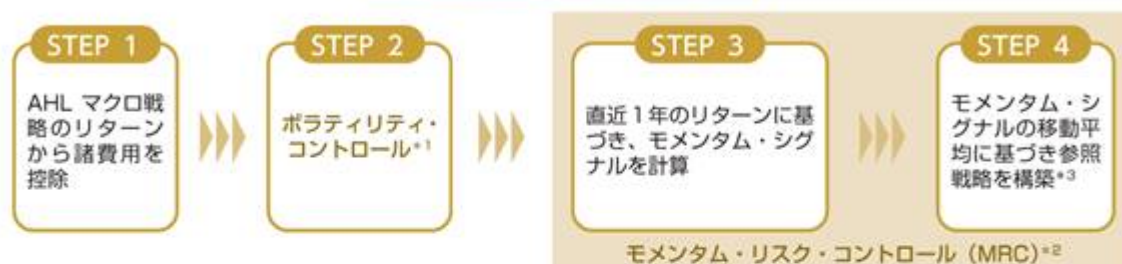 STEP 1
AHL マクロ戦
略のリターン
から諸費用を
控除
STEP 2
ボラティリティ・
コントロール*1
STEP 3
直近1年のリターンに基
づき、モメンタム・シグ
ナルを計算
STEP 4
モメンタム・シ
グナルの移動平
均に基づき参照
戦略を構築*3
モメンタム・リスク・コントロール（MRC）*2